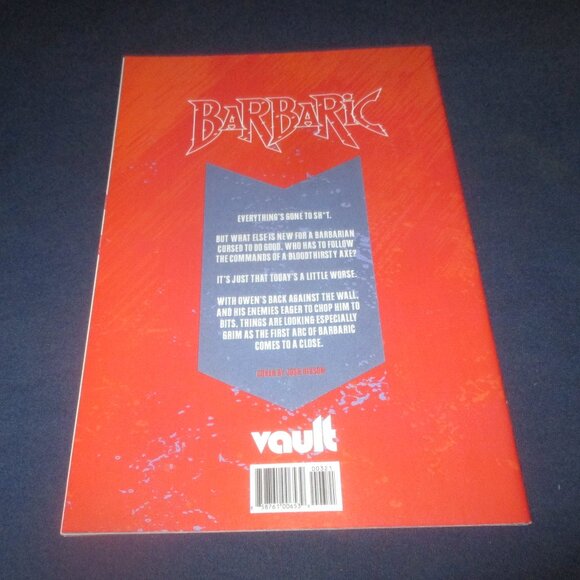 BARBARIC
EVERYTHING'S GONE TO SH*T.
BUT WHAT ELSE IS NEW FOR A BARBARIAN
CURSED TO DO GOOD, WHO HAS TO FOLLOW
THE COMMANDS OF A BLOODTHIRSTY AXE?
IT'S JUST THAT TODAY'S A LITTLE WORSE.
WITH OWEN'S BACK AGAINST THE WALL,
AND HIS ENEMIES EAGER TO CHOP HIM TO
BITS, THINGS ARE LOOKING ESPECIALLY
GRIM AS THE FIRST ARC OF BARBARIC
COMES TO A CLOSE.
COVER BY JOSH HIXSON
vault
00321